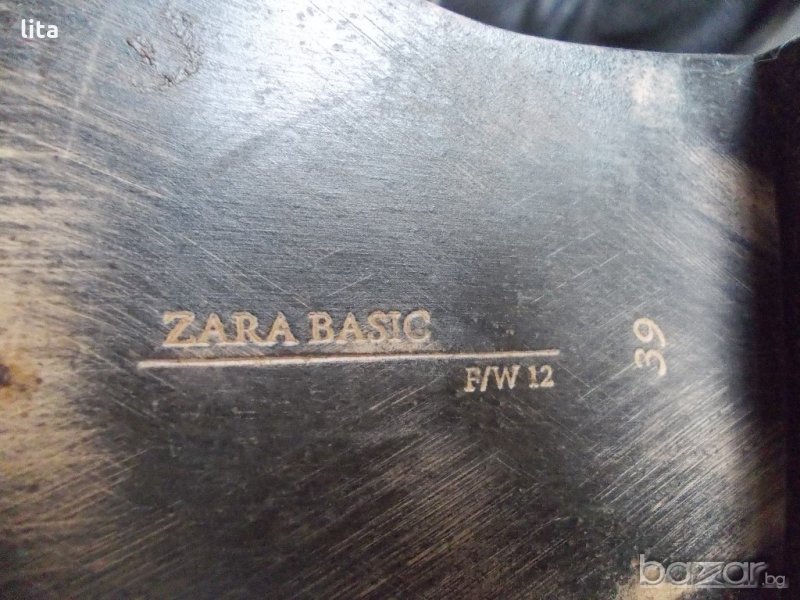 lita
ZARA BASIC
F/W 12
39
bazar.bg